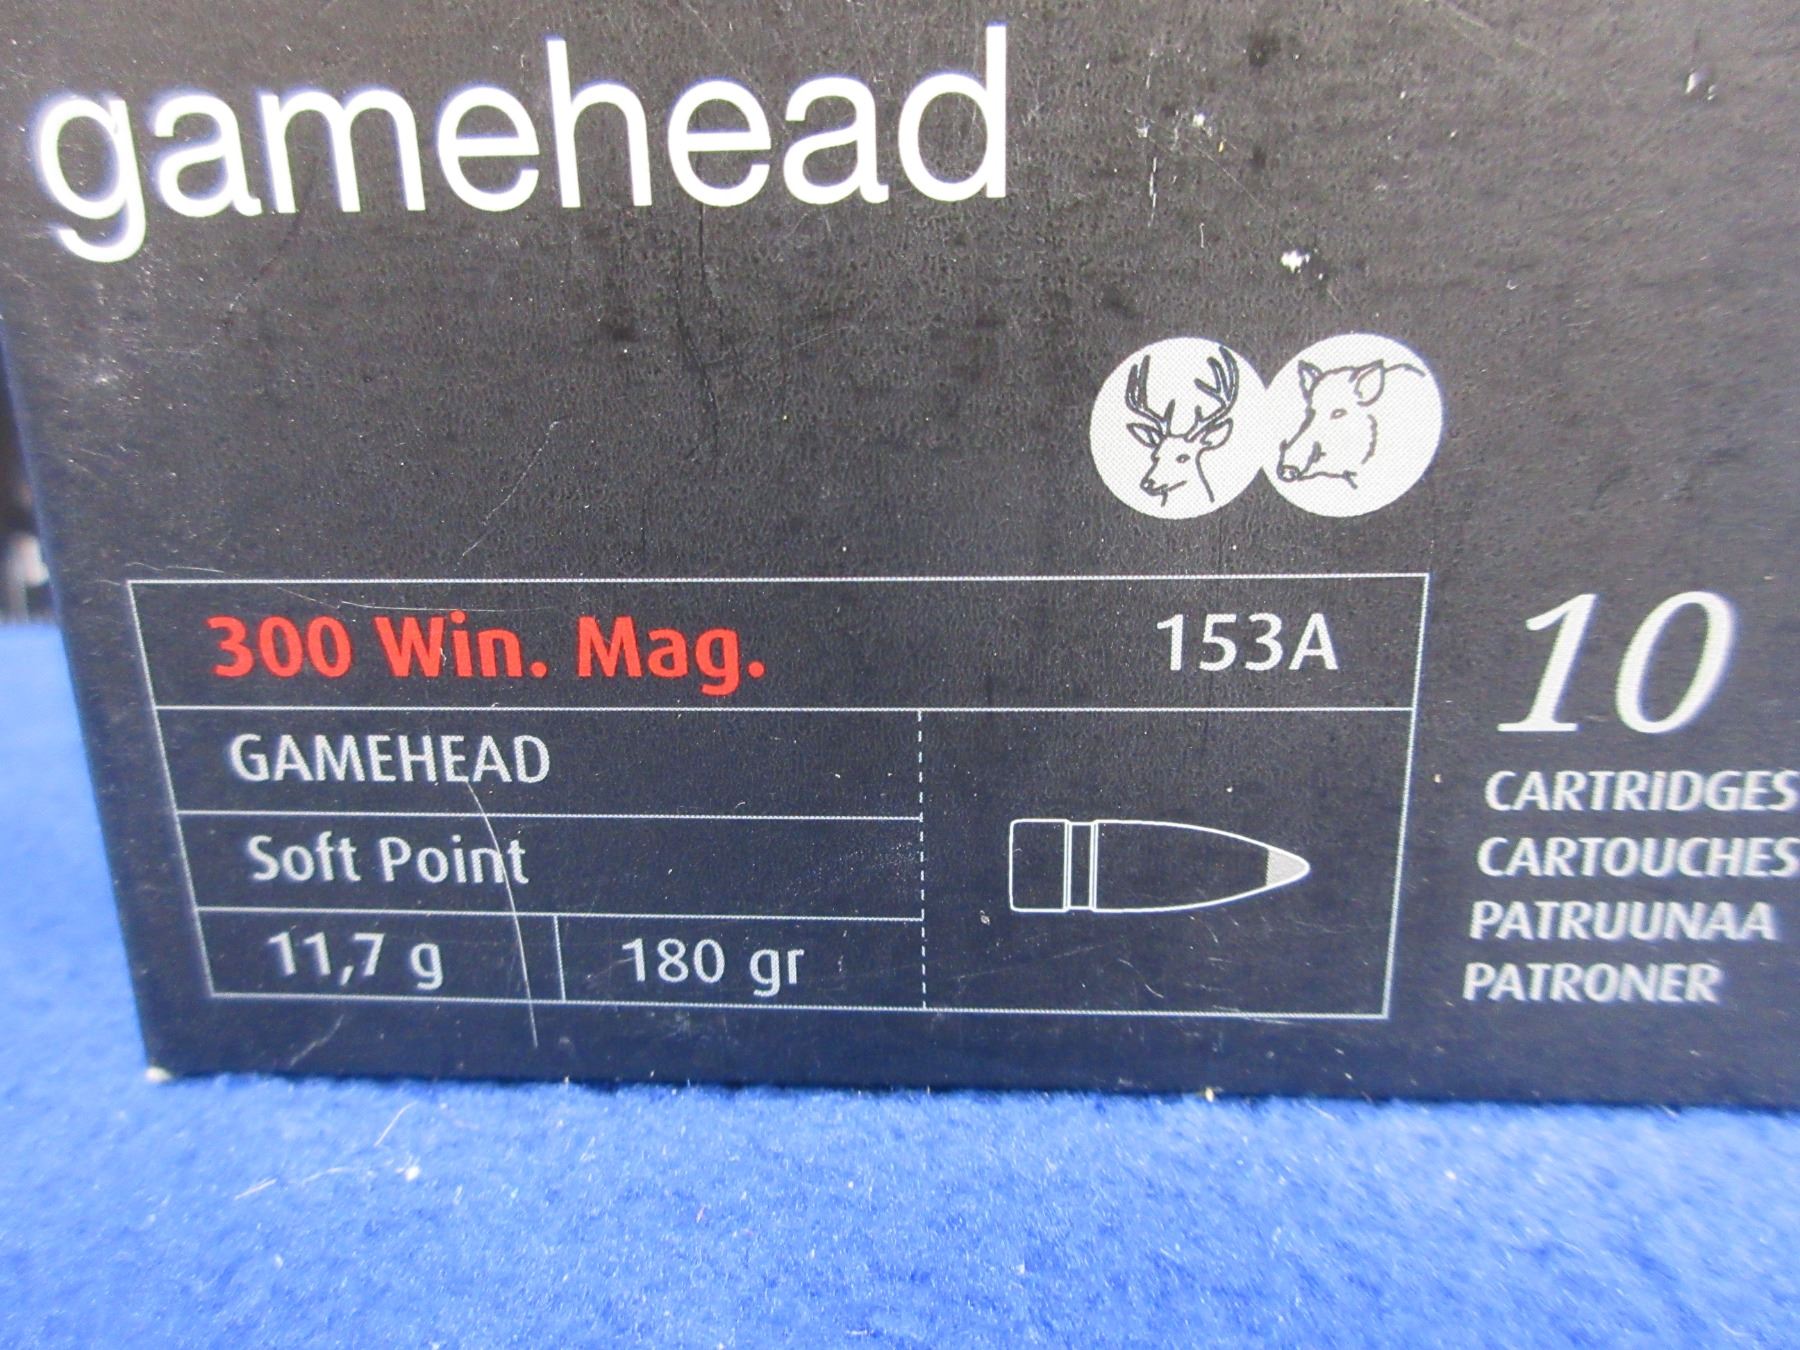 gamehead
300 Win. Mag. 153A
GAMEHEAD
Soft Point
11,7 g 180 gr
10
CARTRIDGES
CARTOUCHES
PATRUUNAA
PATRONER